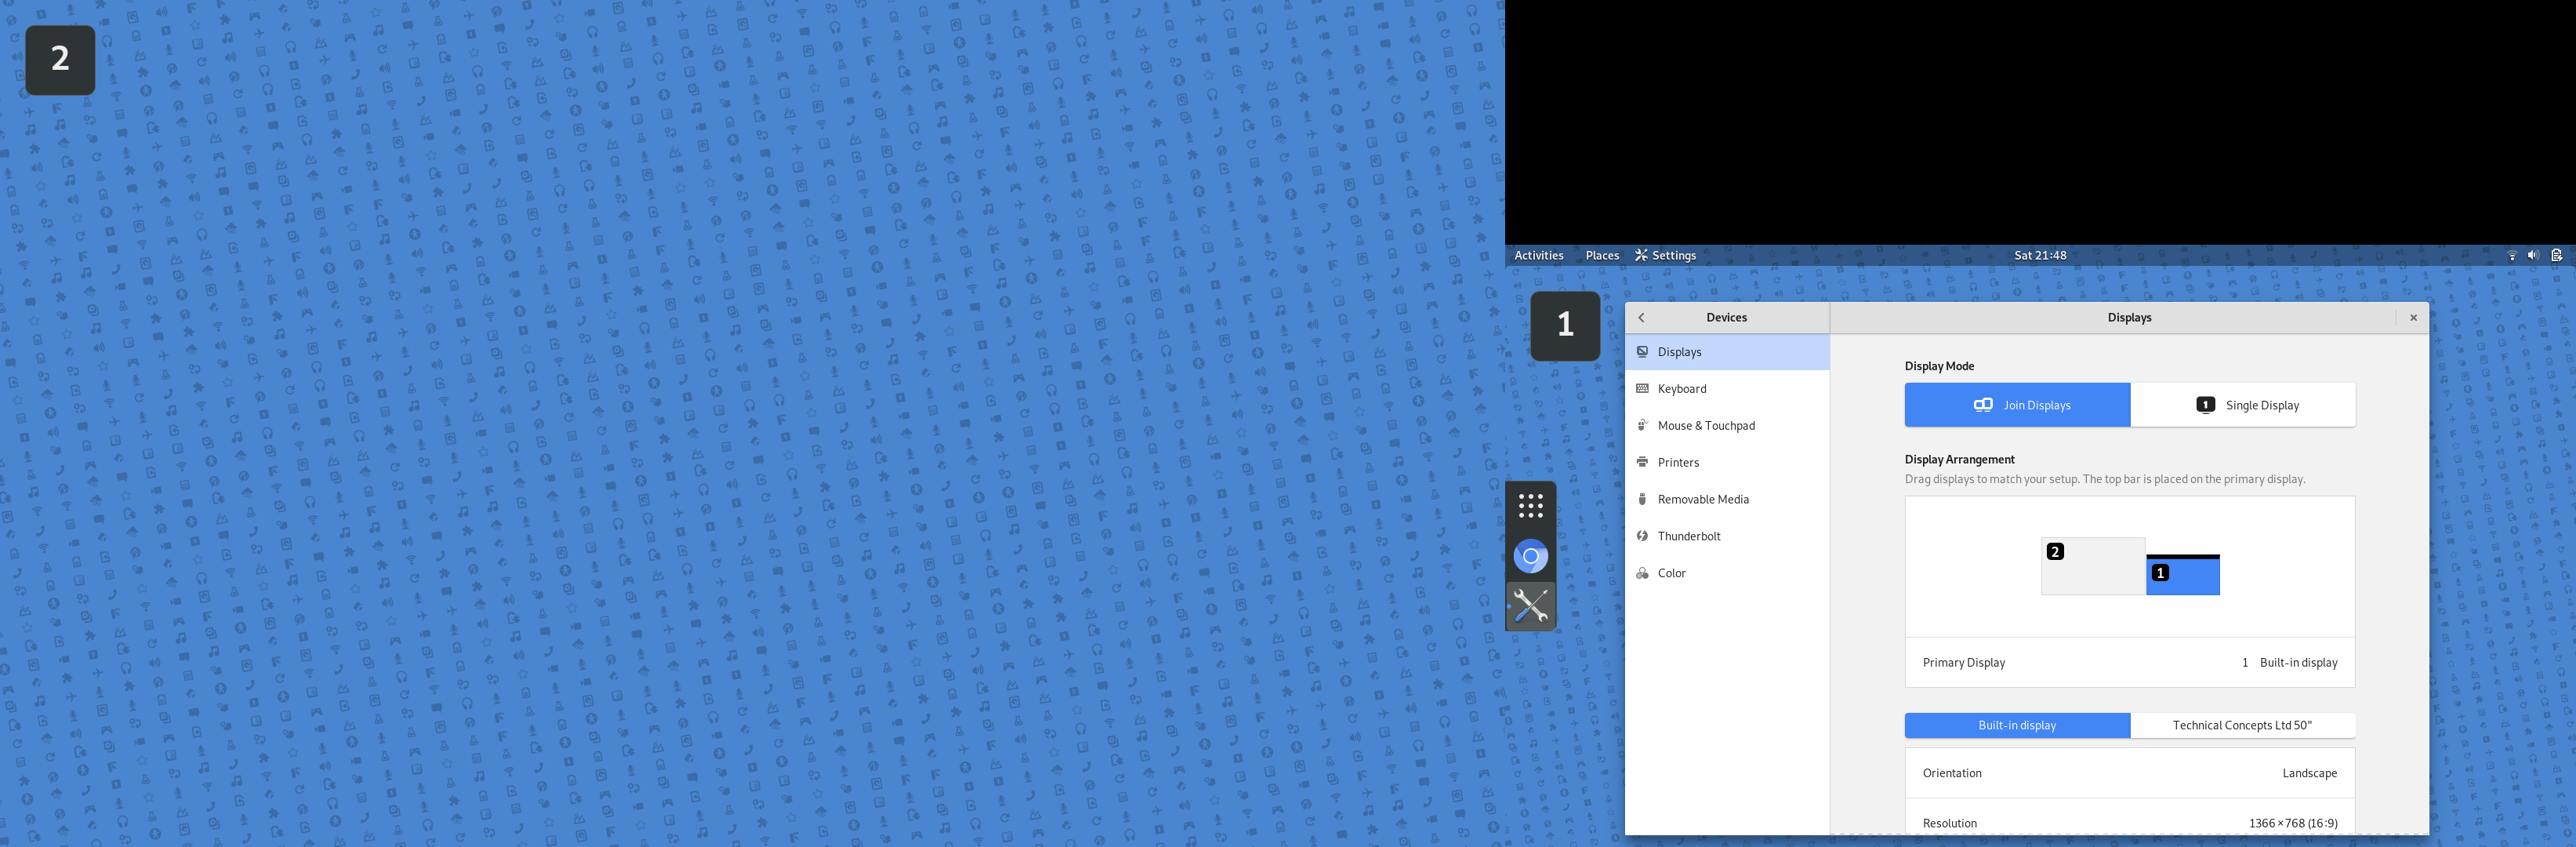 2
Activities Places Settings Sat 21:48
1
Devices
Displays
Displays
Keyboard
Mouse & Touchpad
Printers
Removable Media
Thunderbolt
Color
Display Mode
Join Displays 1 Single Display
Display Arrangement
Drag displays to match your setup. The top bar is placed on the primary display.
2
1
Primary Display 1 Built-in display
Built-in display Technical Concepts Ltd 50"
Orientation Landscape
Resolution 1366 × 768 (16:9)